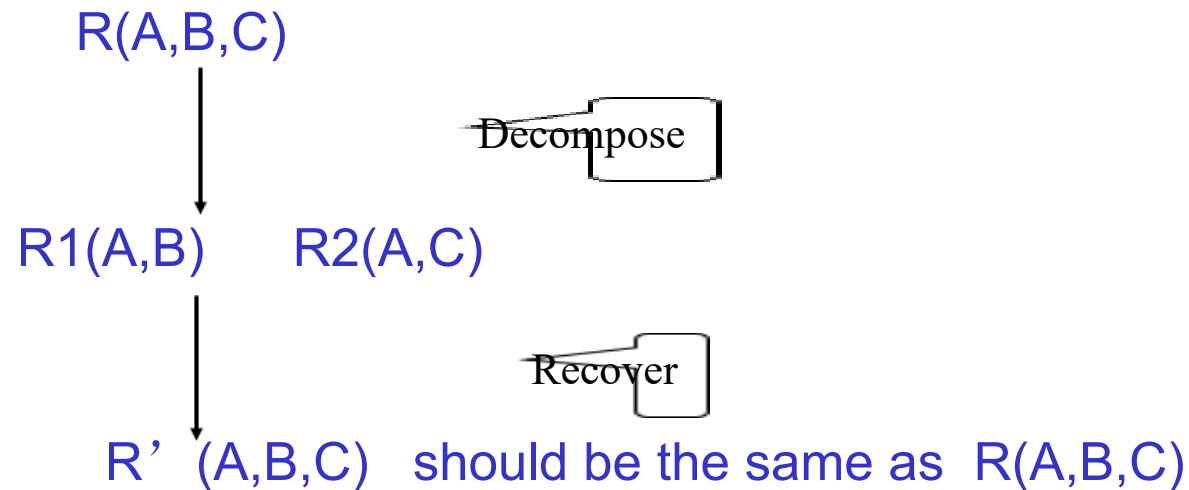 R(A,B,C)
Decompose
R1(A,B) R2(A,C)
Recover
R’ (A,B,C) should be the same as R(A,B,C)